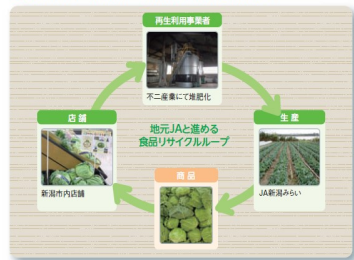 再生利用事業者
不二産業にて堆肥化
店舗
新潟市内店舗
地元JAと進める
食品リサイクルループ
生産
JA新潟みらい
商品